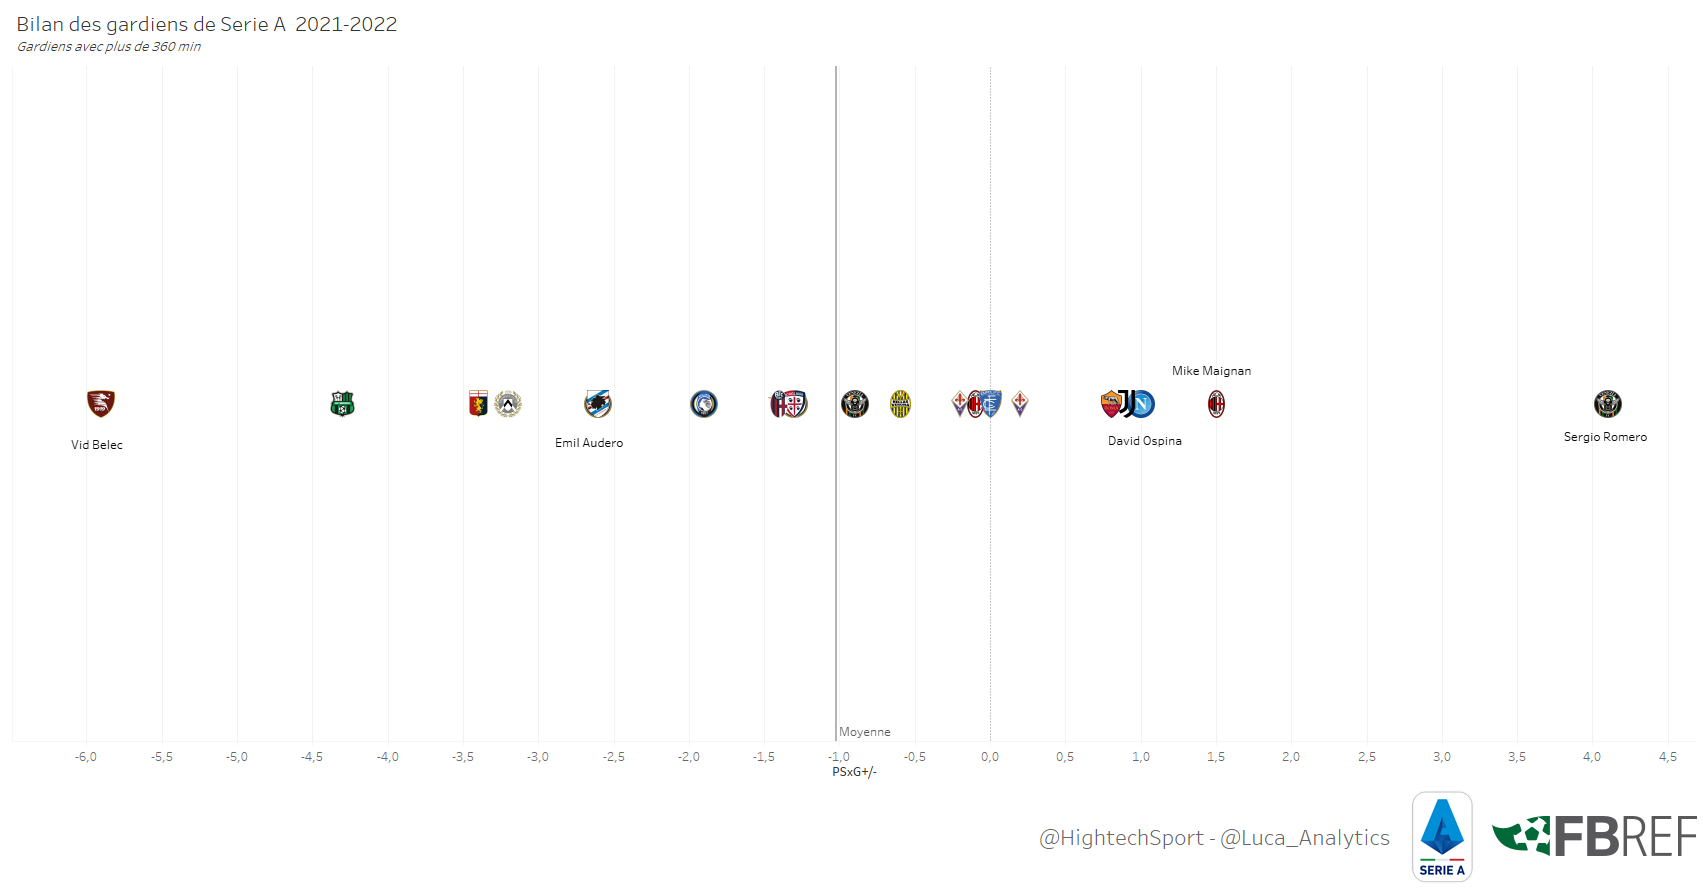 Bilan des gardiens de Serie A 2021-2022
Gardiens avec plus de 360 min
Mike Maignan
Vid Belec
Emil Audero
David Ospina
Sergio Romero
Moyenne
-6,0 -5,5 -5,0 -4,5 -4,0 -3,5 -3,0 -2,5 -2,0 -1,5 -1,0 -0,5 0,0 0,5 1,0 1,5 2,0 2,5 3,0 3,5 4,0 4,5
PSxG+/-
@HightechSport - @Luca_Analytics
SERIE A
FBREF